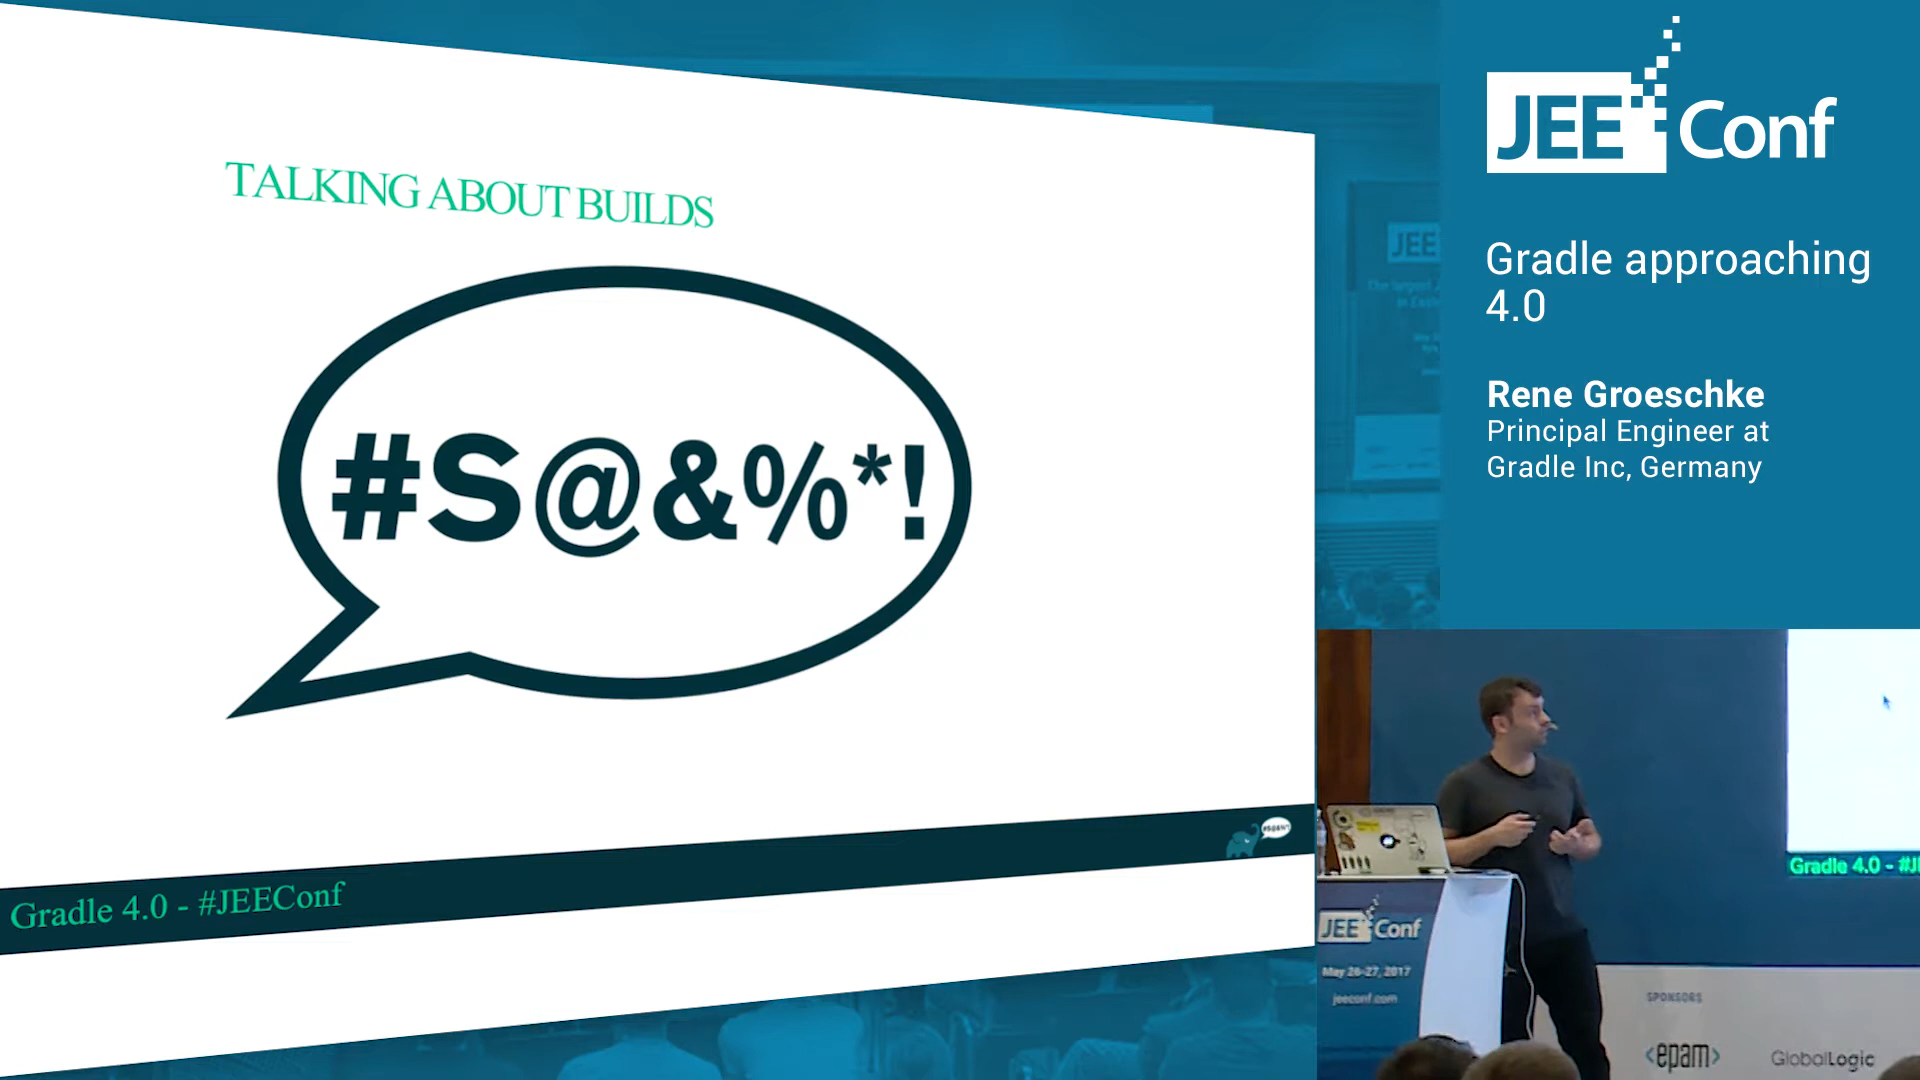 TALKING ABOUT BUILDS
#S@&%*!
Gradle 4.0 - #JEEConf
#S@&%*!
JEE Conf
Gradle approaching
4.0
Rene Groeschke
Principal Engineer at
Gradle Inc, Germany
JEE
Gradle 4.0 - #J
JEE Conf
May 26-27, 2017
jeeconf.com
SPONSORS
<epam>
GlobalLogic